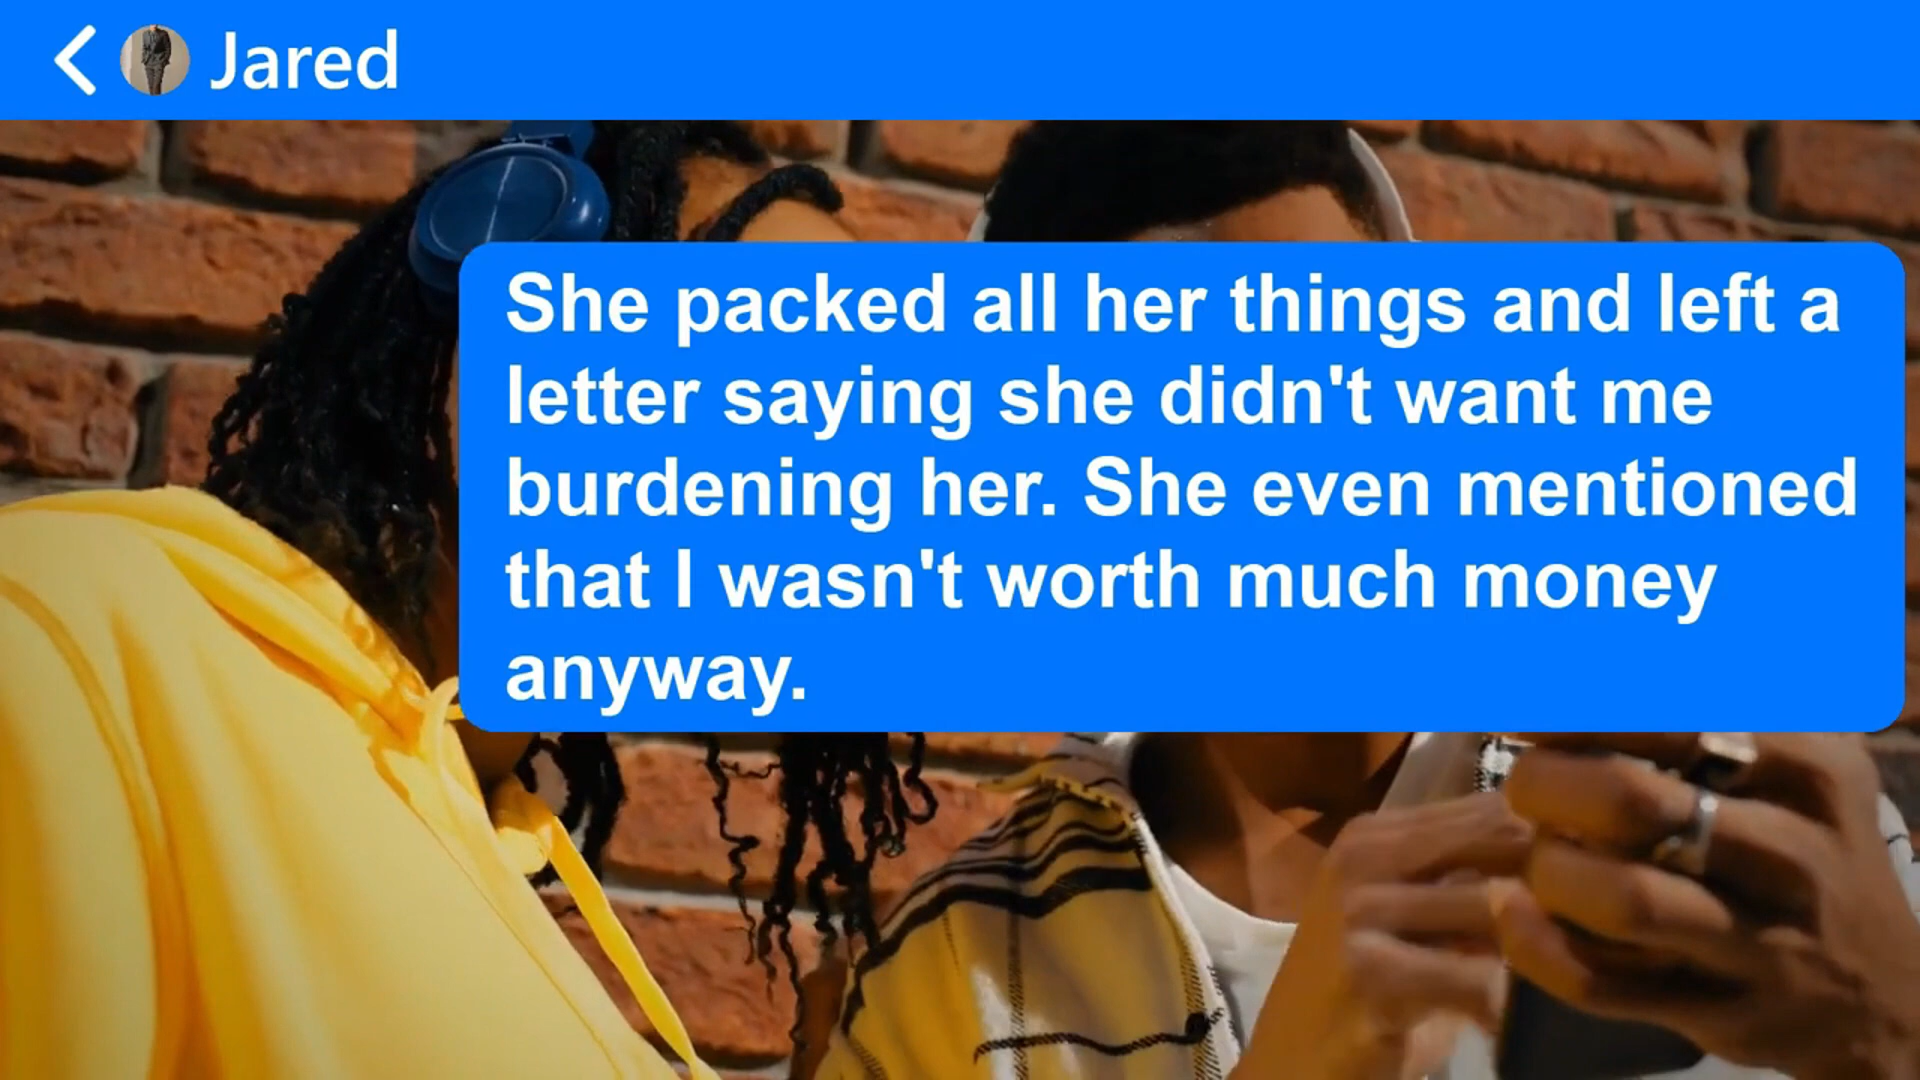 Jared
She packed all her things and left a
letter saying she didn't want me
burdening her. She even mentioned
that I wasn't worth much money
anyway.